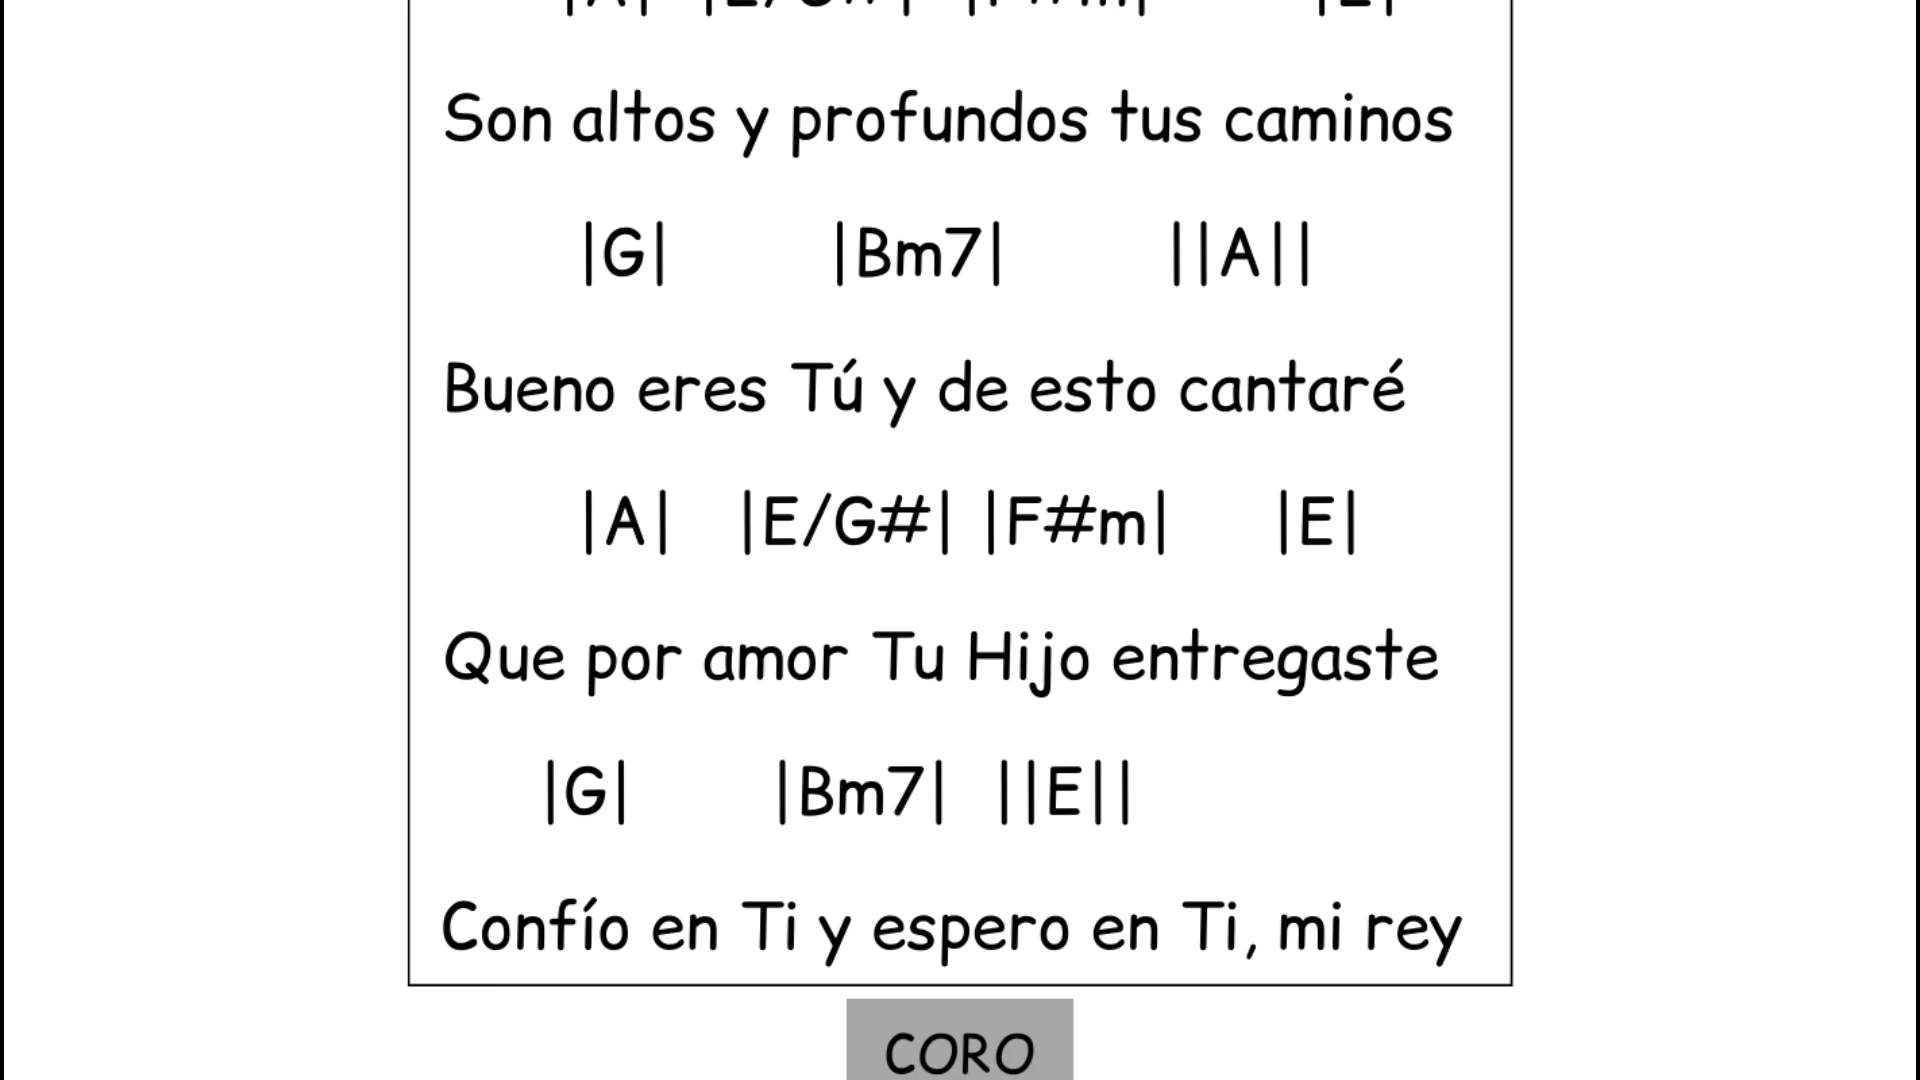 |A| |E/G#| |F#m| |E|
Son altos y profundos tus caminos
|G| |Bm7| ||A||
Bueno eres Tú y de esto cantaré
|A| |E/G#| |F#m| |E|
Que por amor Tu Hijo entregaste
|G| |Bm7| ||E||
Confío en Ti y espero en Ti, mi rey
CORO